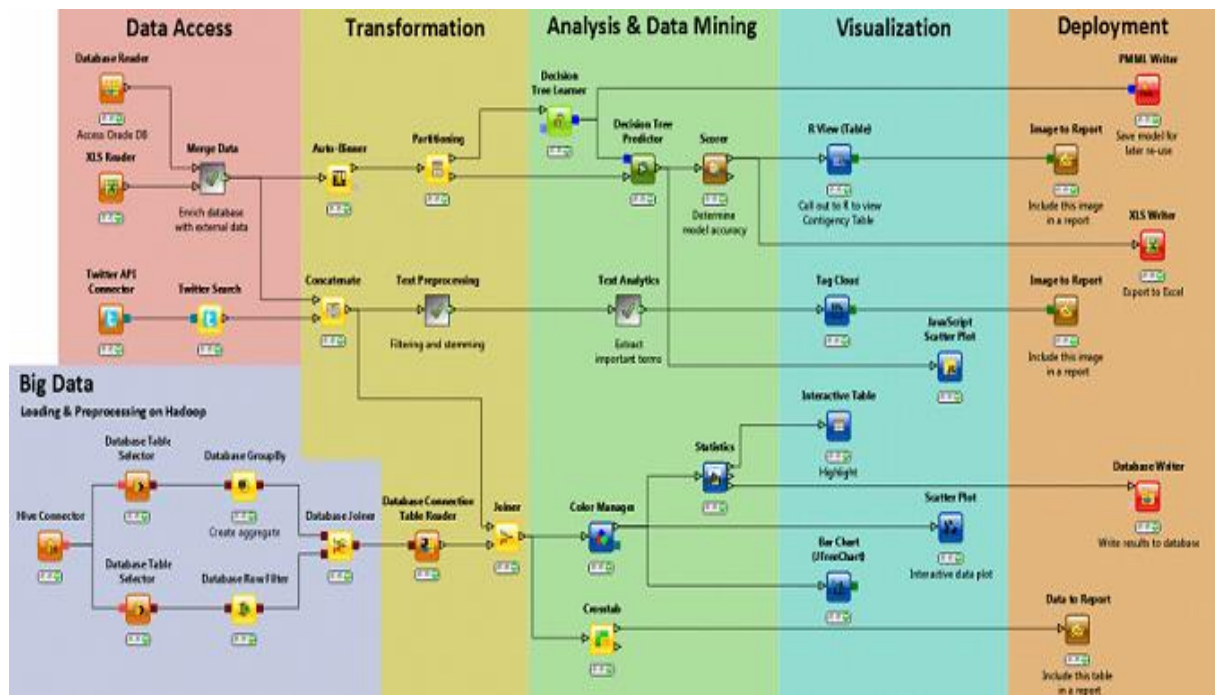 Data Access
Transformation
Analysis & Data Mining
Visualization
Deployment
Database Reader
Access Oracle DB
XLS Reader
Merge Data
Enrich database
with external data
Twitter API
Connector
Twitter Search
Auto-Binner
Partitioning
Concatenate
Text Preprocessing
Filtering and stemming
Decision
Tree Learner
Decision Tree
Predictor
Scorer
Determine
model accuracy
Text Analytics
Extract
important terms
R View (Table)
Call out to R to view
Contigency Table
Tag Cloud
JavaScript
Scatter Plot
PMML Writer
Save model for
later re-use
Image to Report
Include this image
in a report
XLS Writer
Export to Excel
Image to Report
Include this image
in a report
Big Data
Loading & Preprocessing on Hadoop
Hive Connector
Database Table
Selector
Database GroupBy
Create aggregate
Database Table
Selector
Database Row Filter
Database Joiner
Database Connection
Table Reader
Joiner
Color Manager
Statistics
Crosstab
Interactive Table
Highlight
Scatter Plot
Interactive data plot
Bar Chart
(JFreeChart)
Database Writer
Write results to database
Data to Report
Include this table
in a report